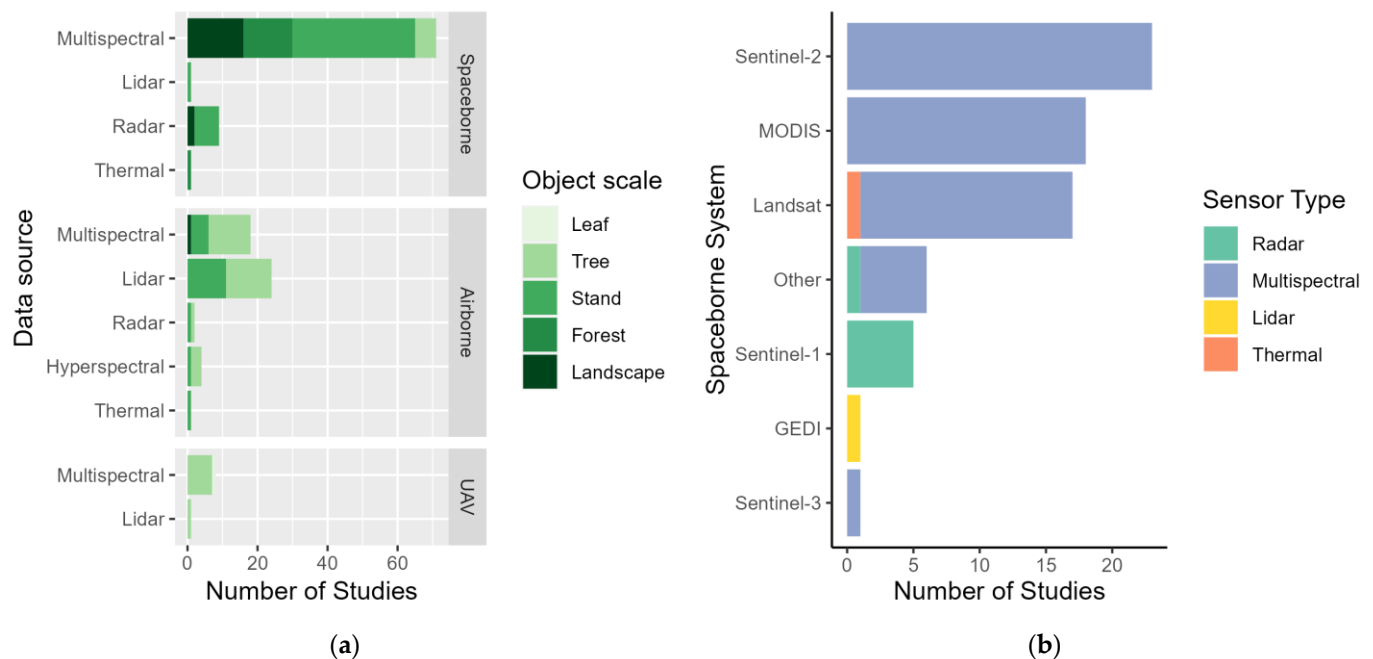 Data source
Multispectral
Lidar
Radar
Thermal
Spaceborne
Multispectral
Lidar
Radar
Hyperspectral
Thermal
Airborne
Multispectral
Lidar
UAV
0 20 40 60
Number of Studies
Object scale
Leaf
Tree
Stand
Forest
Landscape
(a)
Spaceborne System
Sentinel-2
MODIS
Landsat
Other
Sentinel-1
GEDI
Sentinel-3
0 5 10 15 20
Number of Studies
Sensor Type
Radar
Multispectral
Lidar
Thermal
(b)